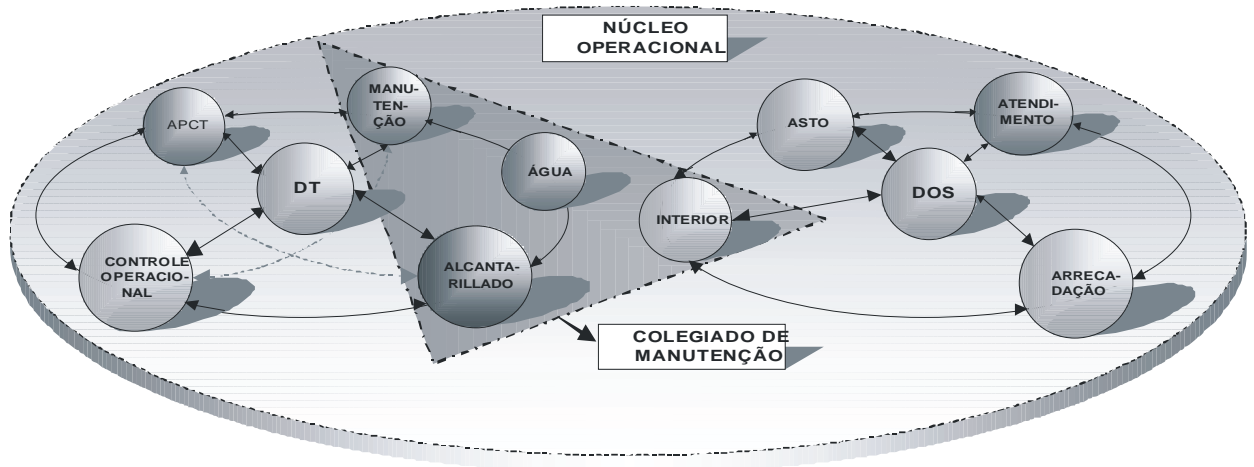 NÚCLEO
OPERACIONAL
MANU-
TEN-
ÇÃO
APCT
DT
ÁGUA
CONTROLE
OPERACIO-
NAL
ALCANTA-
RILLADO
INTERIOR
ASTO
ATENDI-
MENTO
DOS
ARRECA-
DAÇÃO
COLEGIADO DE
MANUTENÇÃO